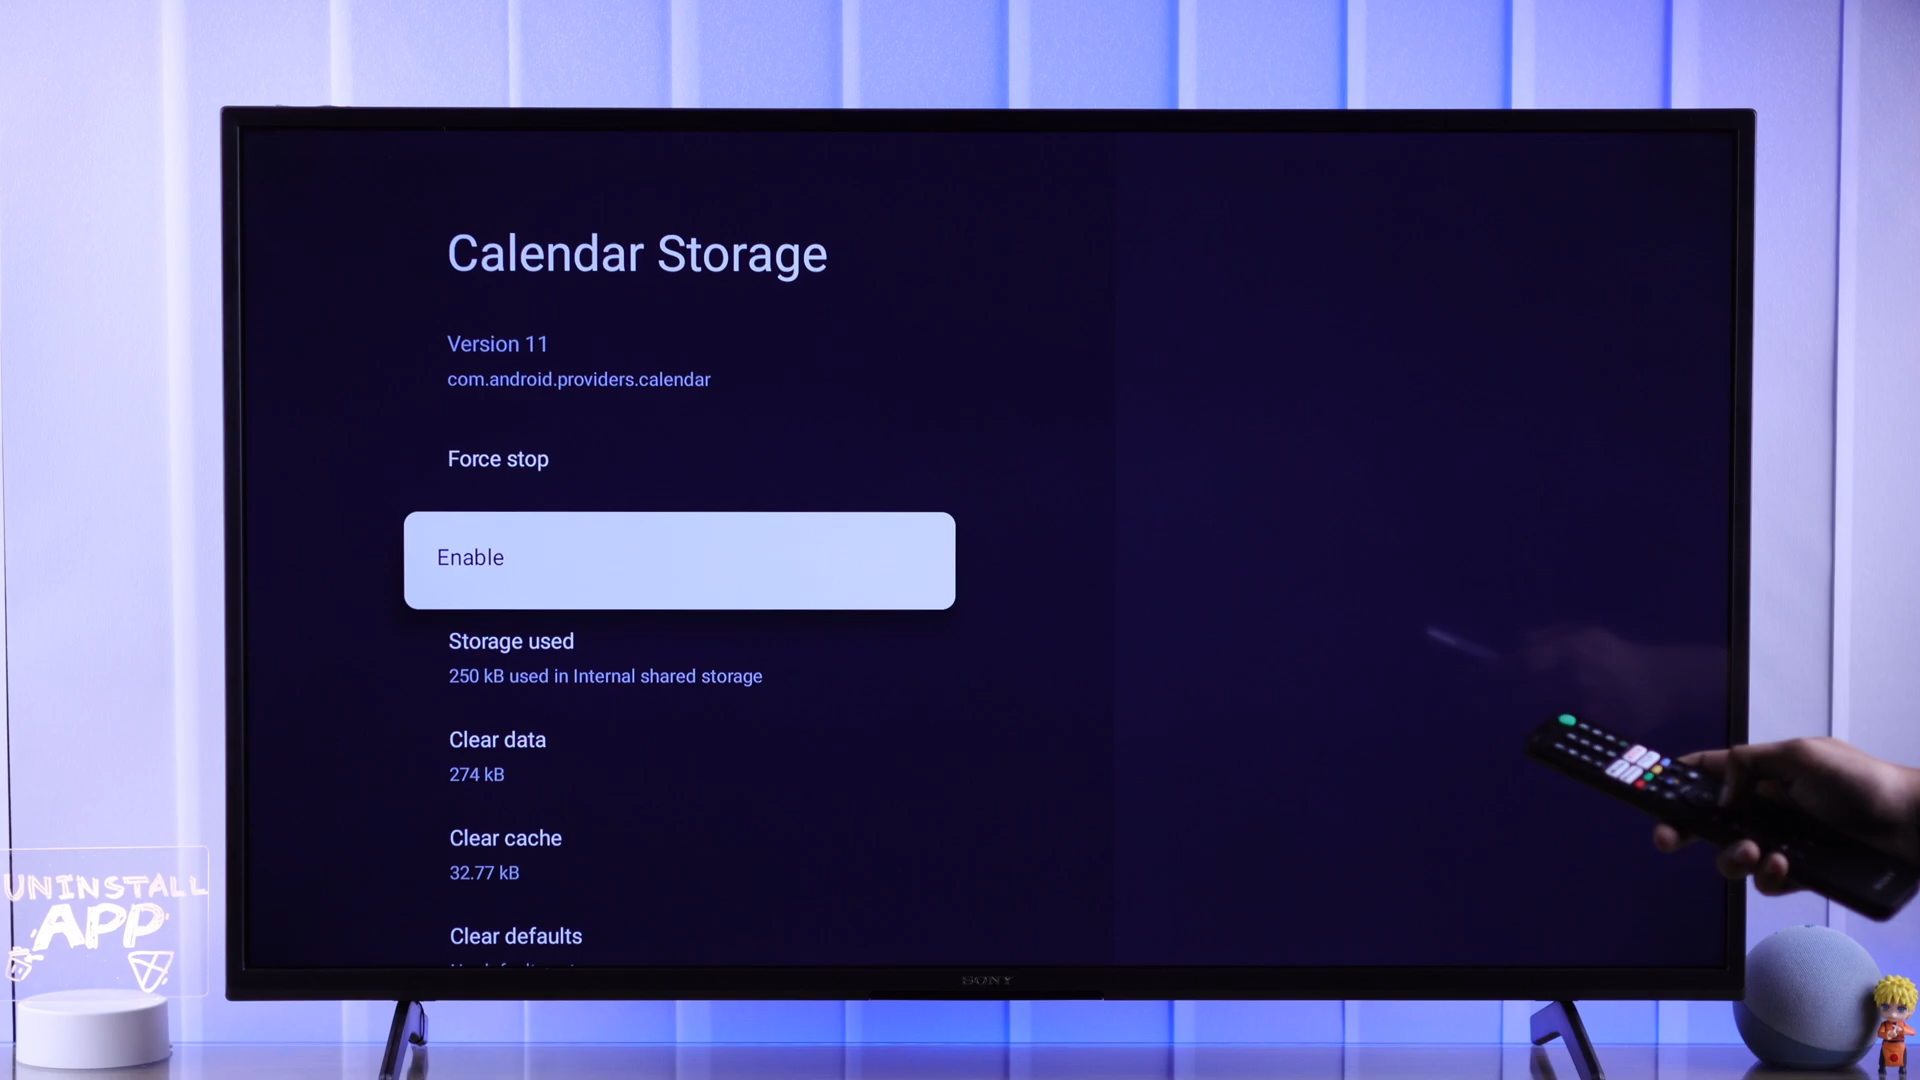 Calendar Storage
Version 11
com.android.providers.calendar
Force stop
Enable
Storage used
250 kB used in Internal shared storage
Clear data
274 kB
Clear cache
32.77 kB
Clear defaults
SONY
UNINSTALL
APP